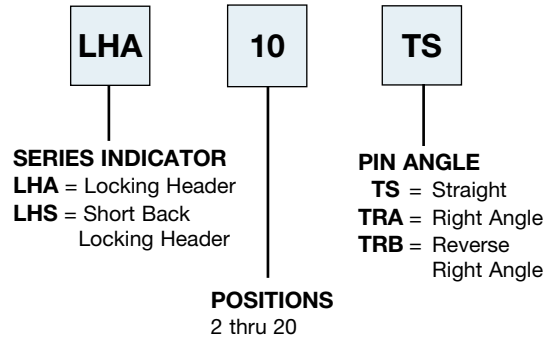 LHA 10 TS
SERIES INDICATOR
LHA = Locking Header
LHS = Short Back
Locking Header
POSITIONS
2 thru 20
PIN ANGLE
TS = Straight
TRA = Right Angle
TRB = Reverse
Right Angle